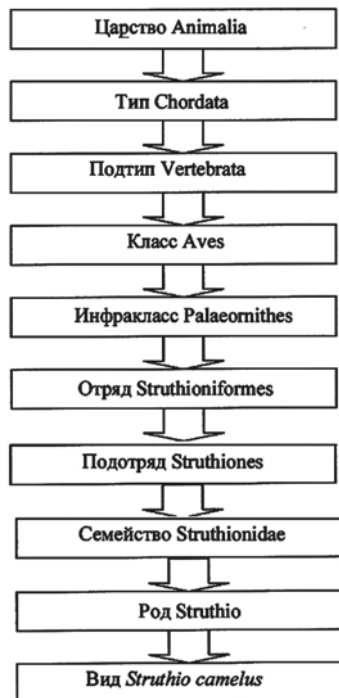 Царство Animalia
Тип Chordata
Подтип Vertebrata
Класс Aves
Инфракласс Palaeornithes
Отряд Struthioniformes
Подотряд Struthiones
Семейство Struthionidae
Род Struthio
Вид Struthio camelus